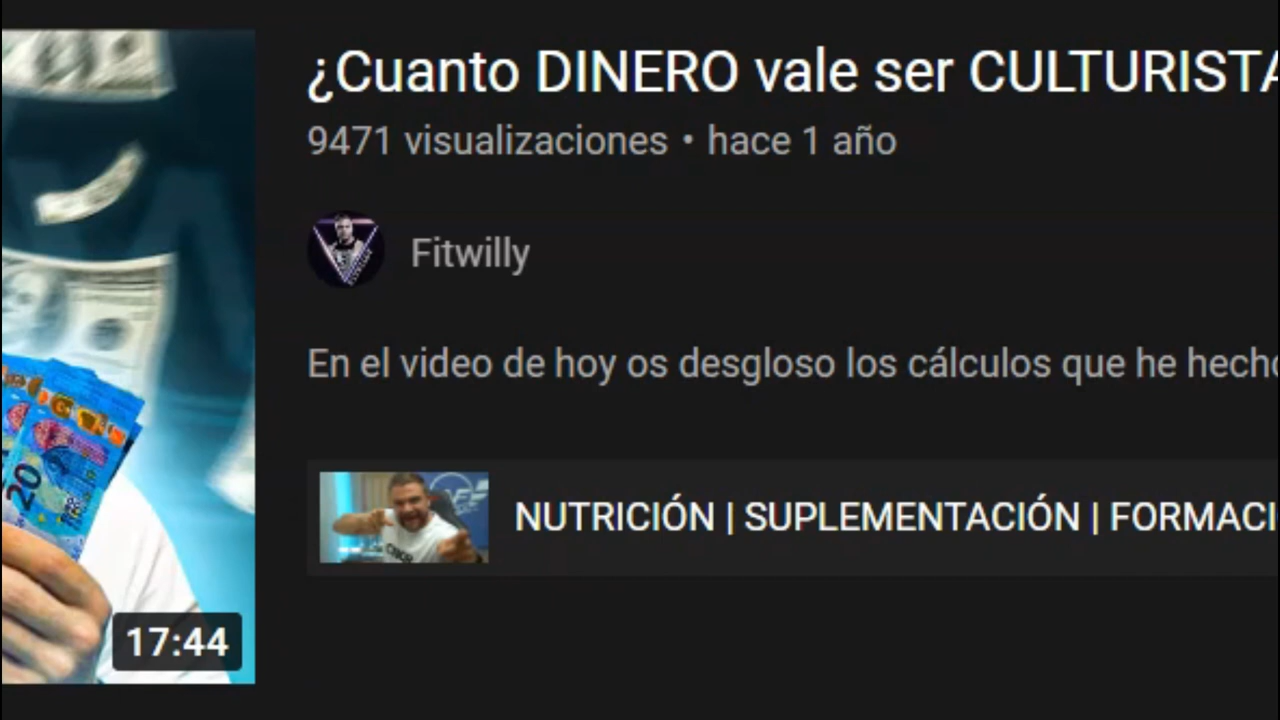 ¿Cuanto DINERO vale ser CULTURISTA
9471 visualizaciones • hace 1 año
Fitwilly
En el video de hoy os desgloso los cálculos que he hecho
NUTRICIÓN | SUPLEMENTACIÓN | FORMACI
20
17:44